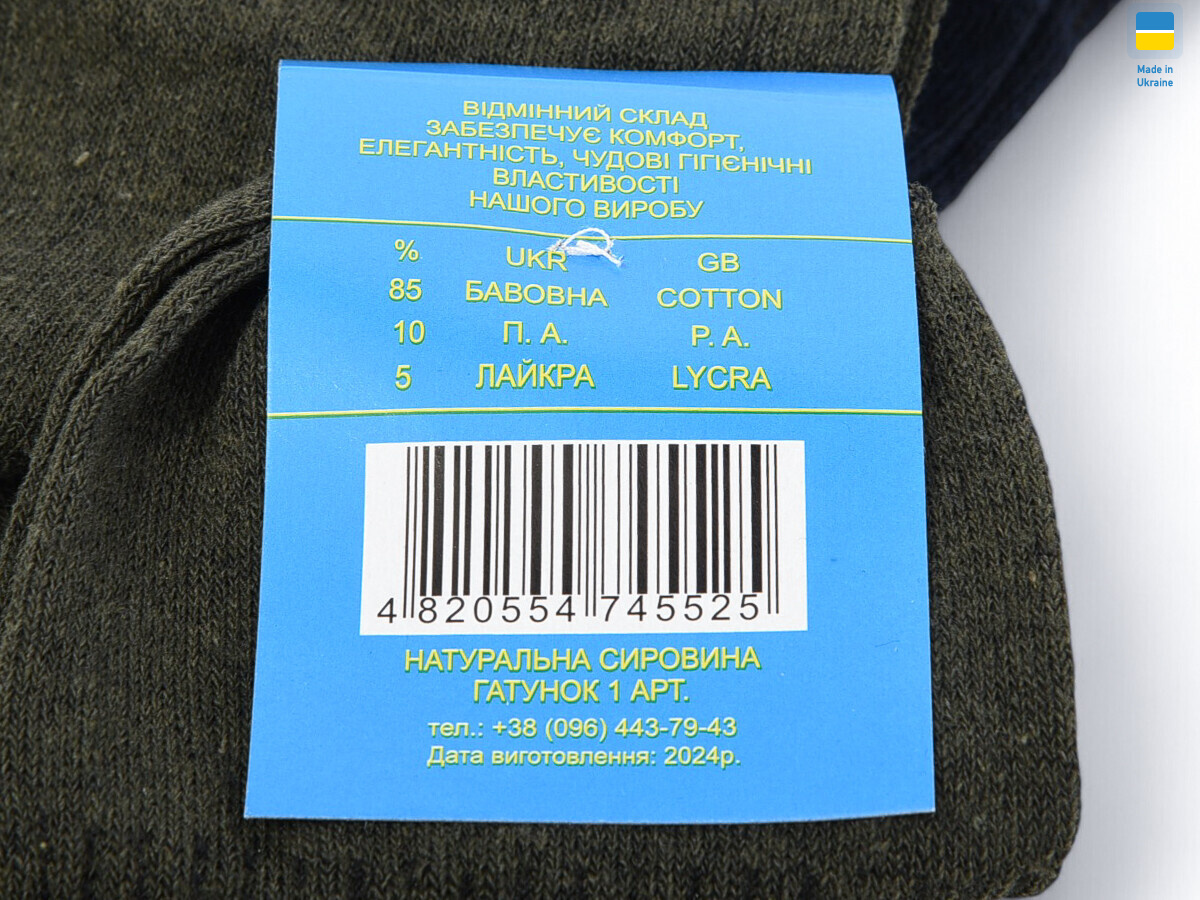 Made in
Ukraine
ВІДМІННИЙ СКЛАД
ЗАБЕЗПЕЧУЄ КОМФОРТ,
ЕЛЕГАНТНІСТЬ, ЧУДОВІ ГІГІЄНІЧНІ
ВЛАСТИВОСТІ
НАШОГО ВИРОБУ
% UKR GB
85 БАВОВНА COTTON
10 П. А. P. A.
5 ЛАЙКРА LYCRA
4 820554 745525
НАТУРАЛЬНА СИРОВИНА
ГАТУНОК 1 АРТ.
тел.: +38 (096) 443-79-43
Дата виготовлення: 2024р.